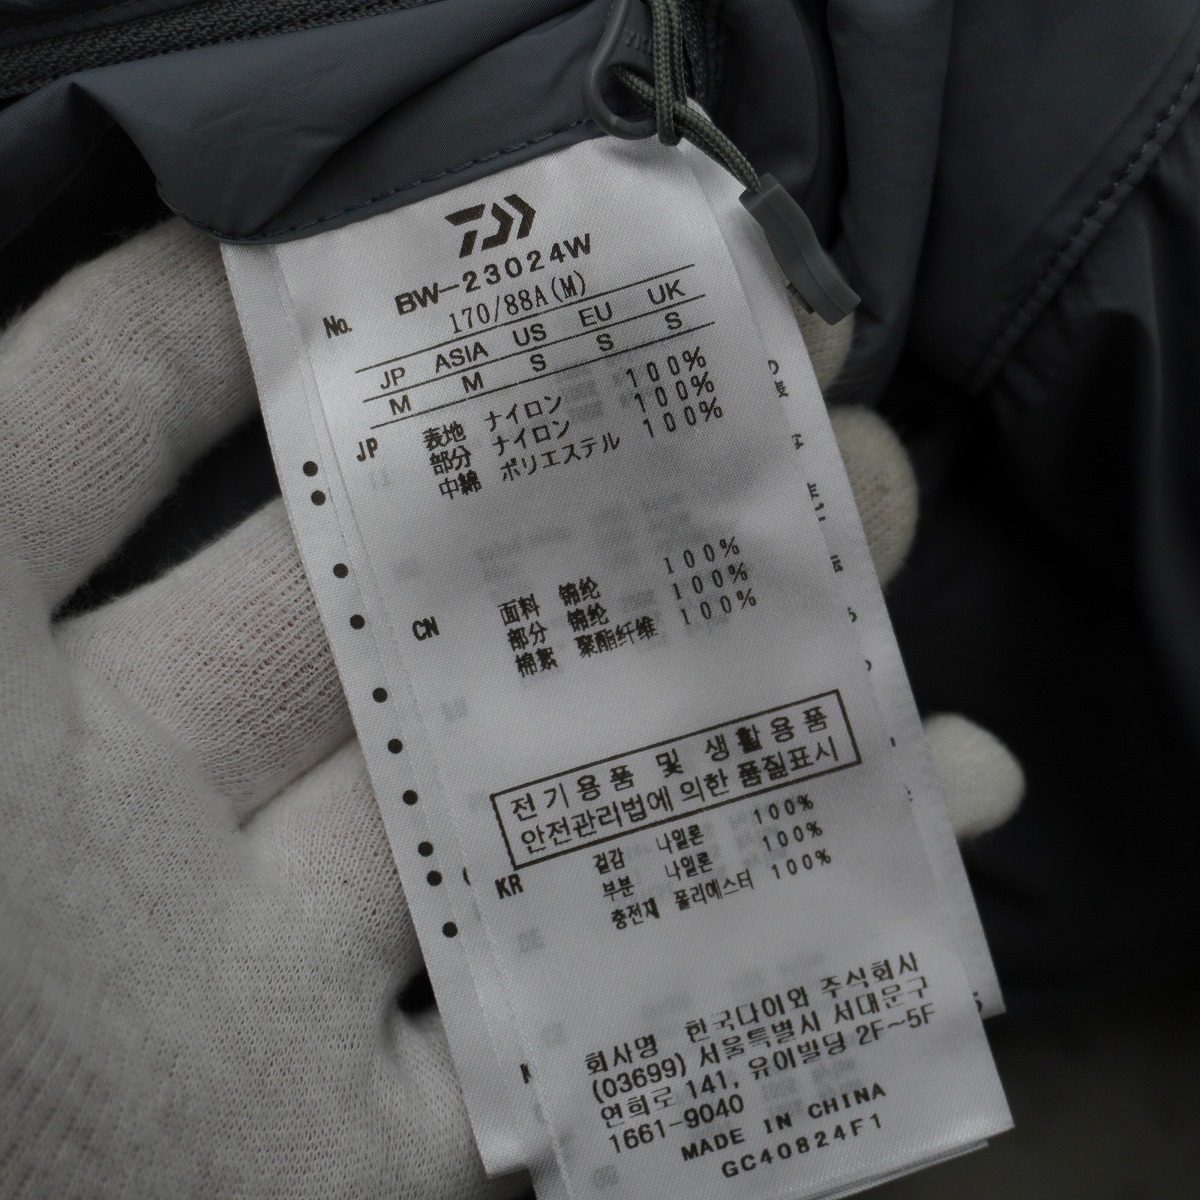 No. BW-23024W
170/88A(M)
JP ASIA US EU UK
M M S S S
JP 表地 ナイロン 100%
部分 ナイロン 100%
中綿 ポリエステル 100%
CN 面料 锦纶 100%
部分 锦纶 100%
棉絮 聚酯纤维 100%
전기용품 및 생활용품
안전관리법에 의한 품질표시
KR 겉감 나일론 100%
부분 나일론 100%
충전재 폴리에스터 100%
회사명 한국다이와 주식회사
(03699) 서울특별시 서대문구
연희로 141, 유이빌딩 2F~5F
1661-9040
MADE IN CHINA
GC40824F1